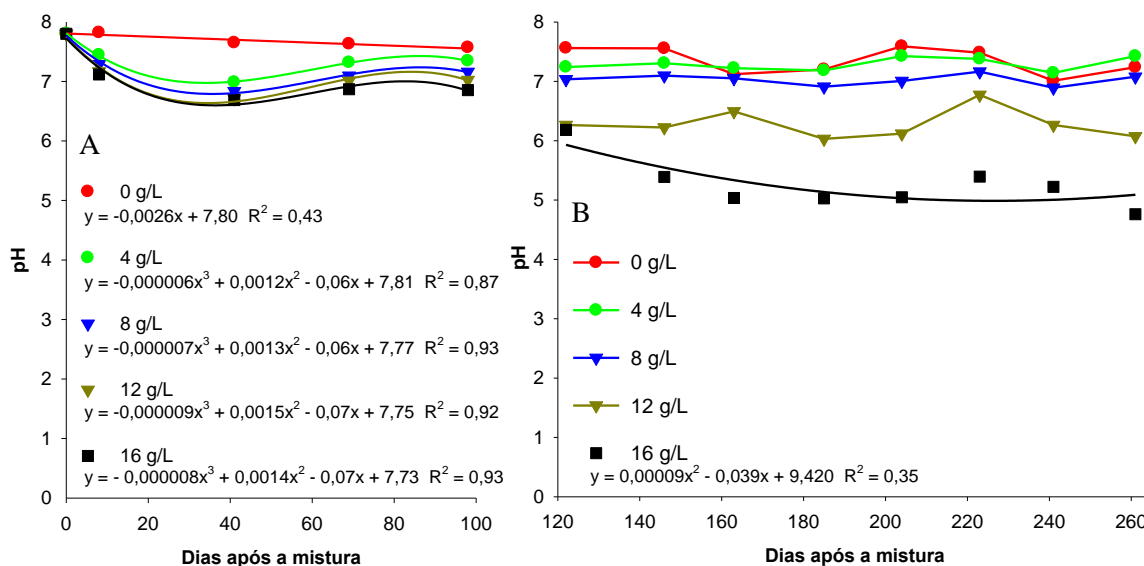 8
7
6
5
4
3
2
1
0
pH
A
0 g/L
y = -0,0026x + 7,80 R² = 0,43
4 g/L
y = -0,000006x³ + 0,0012x² - 0,06x + 7,81 R² = 0,87
8 g/L
y = -0,000007x³ + 0,0013x² - 0,06x + 7,77 R² = 0,93
12 g/L
y = -0,000009x³ + 0,0015x² - 0,07x + 7,75 R² = 0,92
16 g/L
y = - 0,000008x³ + 0,0014x² - 0,07x + 7,73 R² = 0,93
0 20 40 60 80 100
Dias após a mistura
8
7
6
5
4
3
2
1
0
pH
B
0 g/L
4 g/L
8 g/L
12 g/L
16 g/L
y = 0,00009x² - 0,039x + 9,420 R² = 0,35
120 140 160 180 200 220 240 260
Dias após a mistura